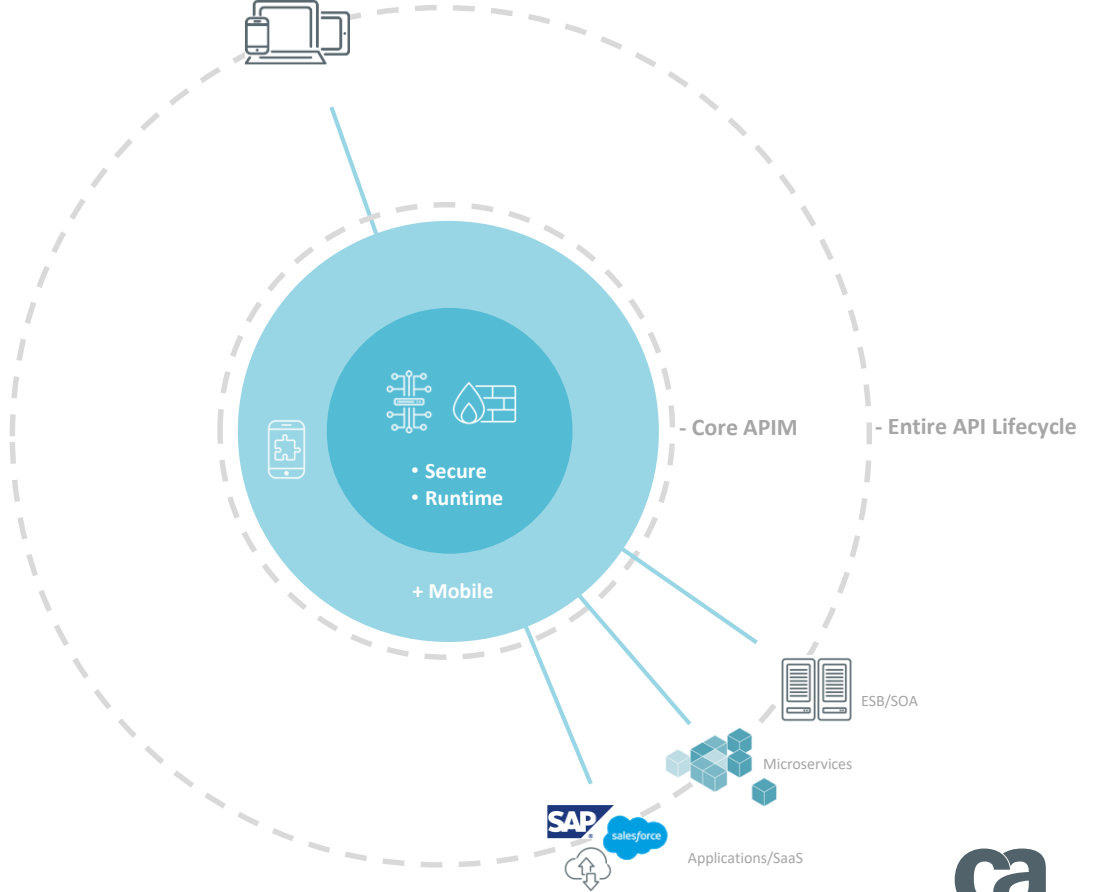 - Core APIM
- Entire API Lifecycle
• Secure
• Runtime
+ Mobile
ESB/SOA
Microservices
SAP
salesforce
Applications/SaaS
ca